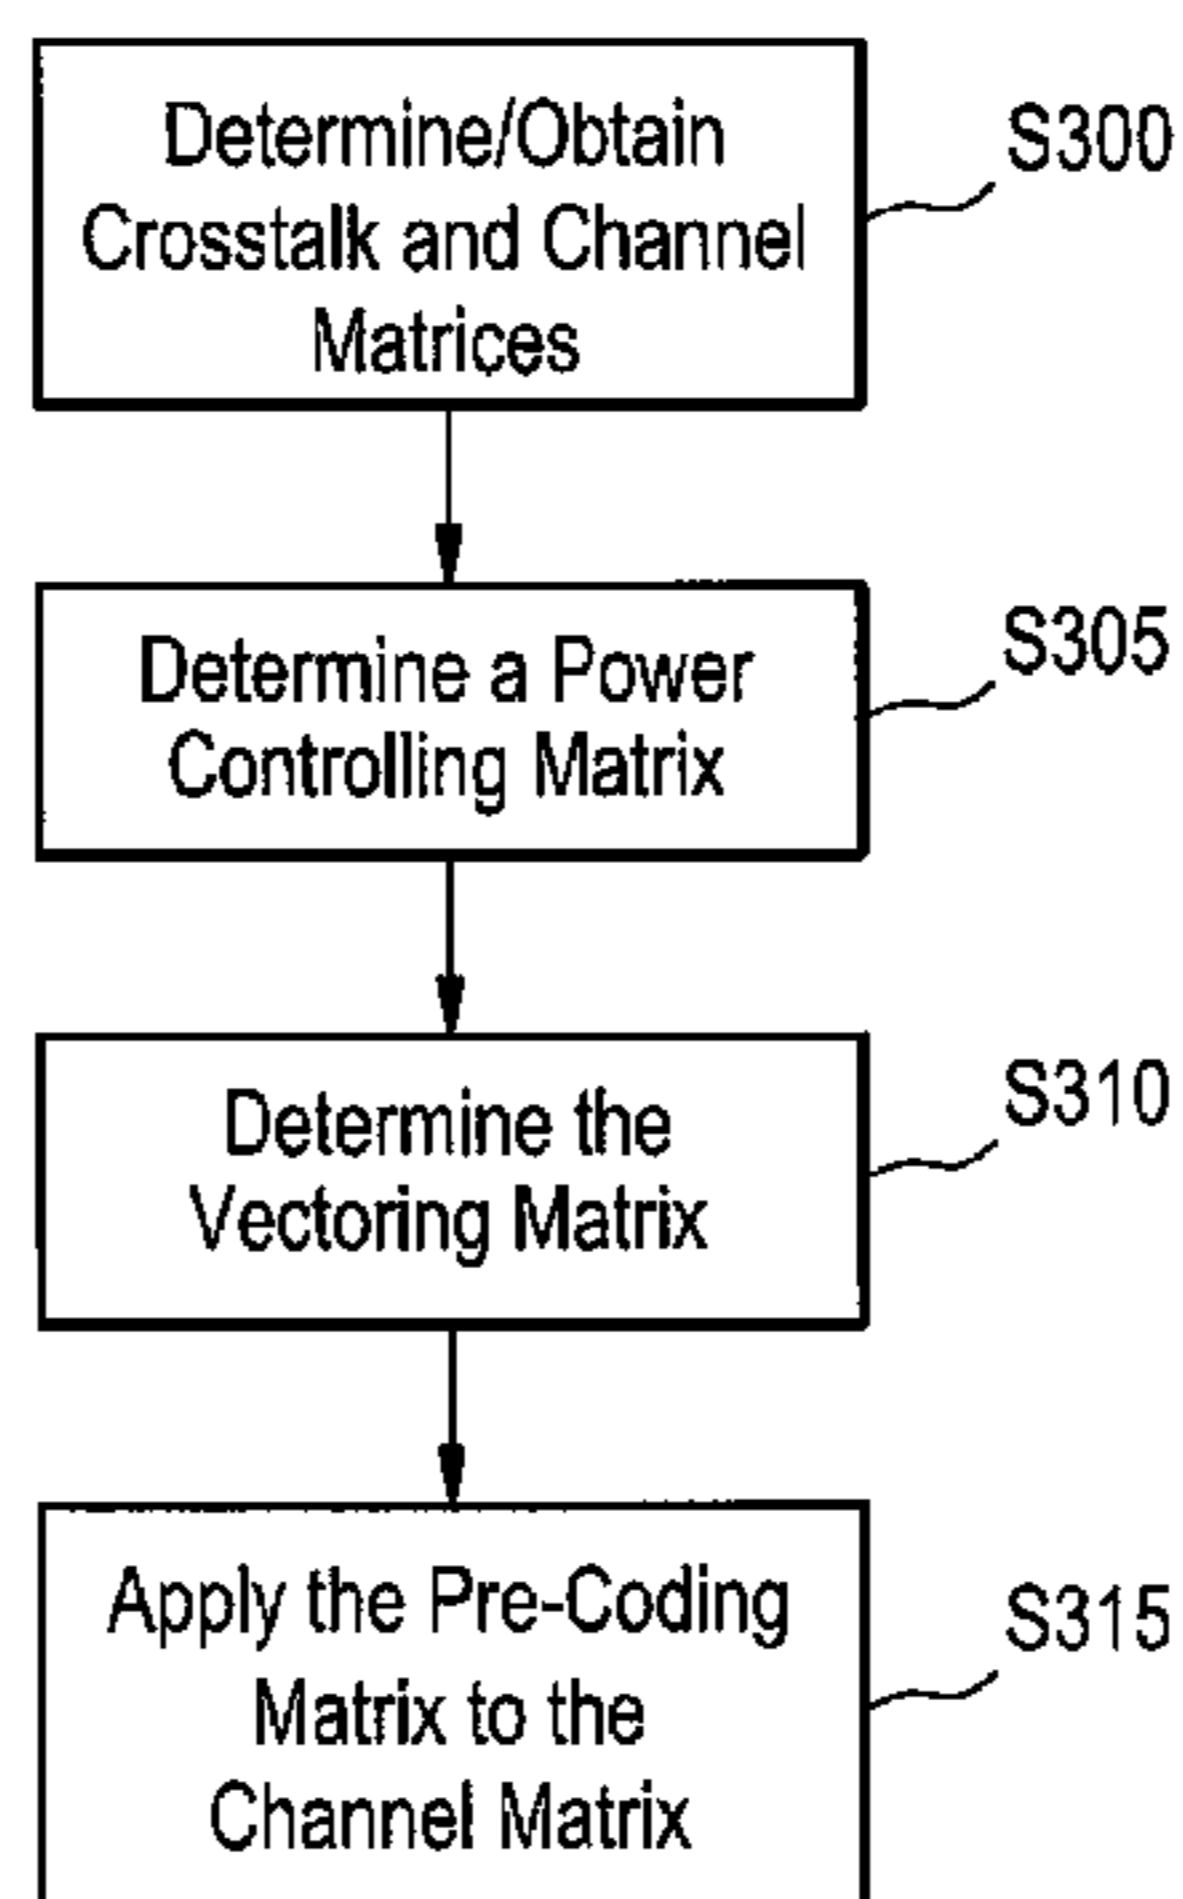 Determine/Obtain
Crosstalk and Channel
Matrices
S300
Determine a Power
Controlling Matrix
S305
Determine the
Vectoring Matrix
S310
Apply the Pre-Coding
Matrix to the
Channel Matrix
S315